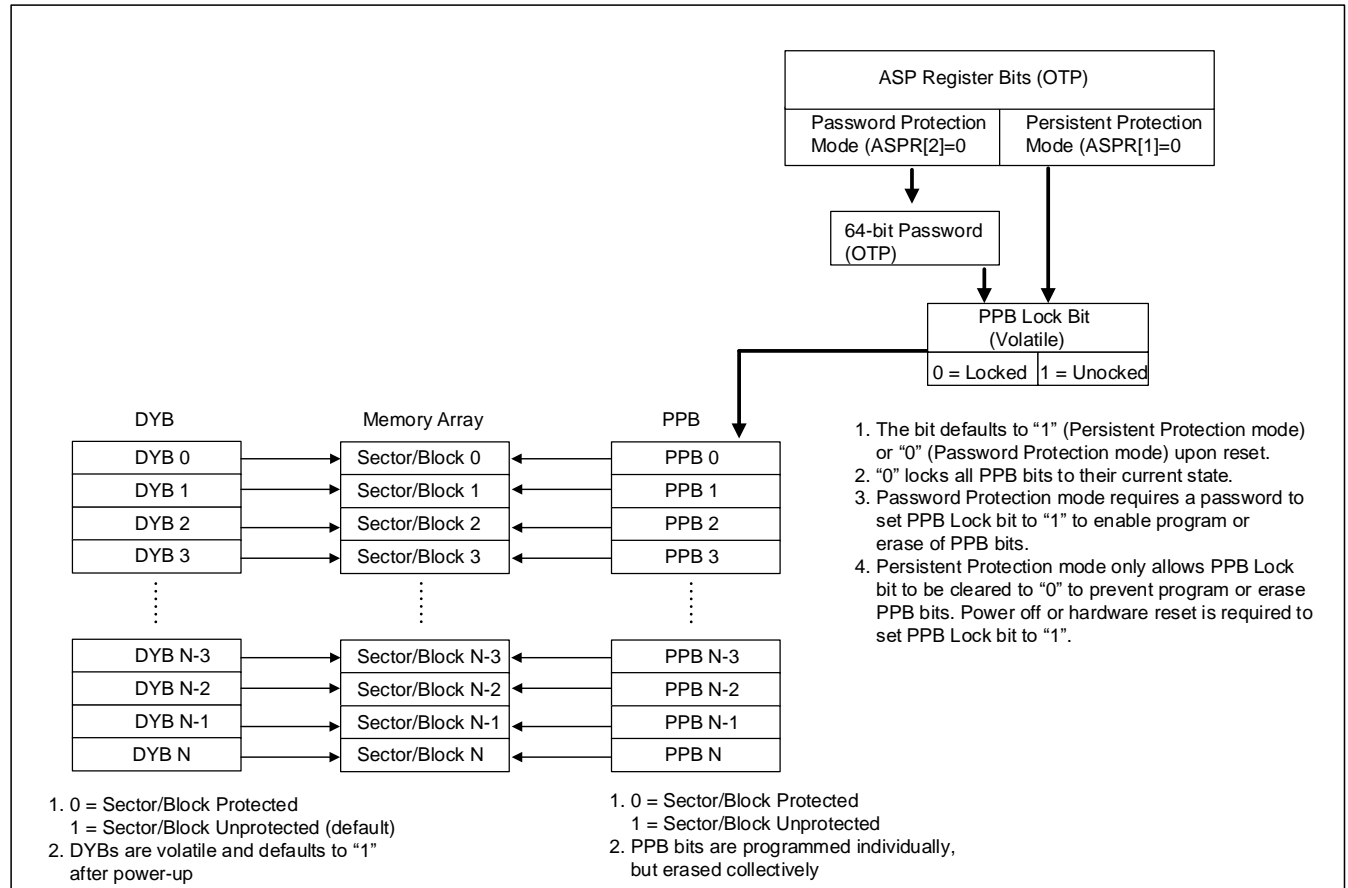 ASP Register Bits (OTP)
Password Protection
Mode (ASPR[2]=0
Persistent Protection
Mode (ASPR[1]=0
64-bit Password
(OTP)
PPB Lock Bit
(Volatile)
0 = Locked
1 = Unocked
DYB
Memory Array
PPB
DYB 0
Sector/Block 0
PPB 0
DYB 1
Sector/Block 1
PPB 1
DYB 2
Sector/Block 2
PPB 2
DYB 3
Sector/Block 3
PPB 3
DYB N-3
Sector/Block N-3
PPB N-3
DYB N-2
Sector/Block N-2
PPB N-2
DYB N-1
Sector/Block N-1
PPB N-1
DYB N
Sector/Block N
PPB N
1. The bit defaults to “1” (Persistent Protection mode)
or “0” (Password Protection mode) upon reset.
2. “0” locks all PPB bits to their current state.
3. Password Protection mode requires a password to
set PPB Lock bit to “1” to enable program or
erase of PPB bits.
4. Persistent Protection mode only allows PPB Lock
bit to be cleared to “0” to prevent program or erase
PPB bits. Power off or hardware reset is required to
set PPB Lock bit to “1”.
1. 0 = Sector/Block Protected
1 = Sector/Block Unprotected (default)
2. DYBs are volatile and defaults to “1”
after power-up
1. 0 = Sector/Block Protected
1 = Sector/Block Unprotected
2. PPB bits are programmed individually,
but erased collectively